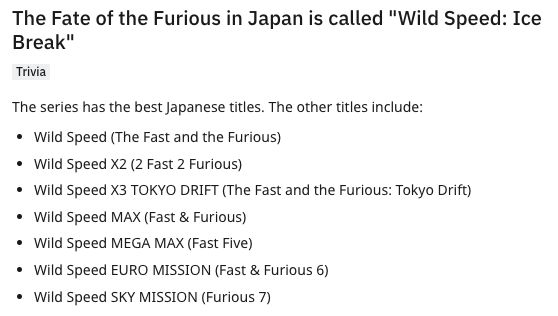 The Fate of the Furious in Japan is called "Wild Speed: Ice
Break"
Trivia
The series has the best Japanese titles. The other titles include:
• Wild Speed (The Fast and the Furious)
• Wild Speed X2 (2 Fast 2 Furious)
• Wild Speed X3 TOKYO DRIFT (The Fast and the Furious: Tokyo Drift)
• Wild Speed MAX (Fast & Furious)
• Wild Speed MEGA MAX (Fast Five)
• Wild Speed EURO MISSION (Fast & Furious 6)
• Wild Speed SKY MISSION (Furious 7)